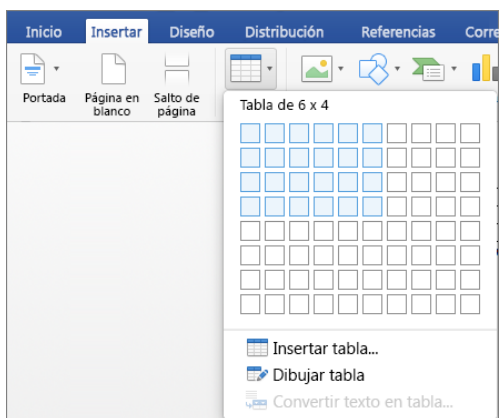 Inicio Insertar Diseño Distribución Referencias Corre
Portada Página en blanco Salto de página
Tabla de 6 x 4
Insertar tabla...
Dibujar tabla
Convertir texto en tabla...